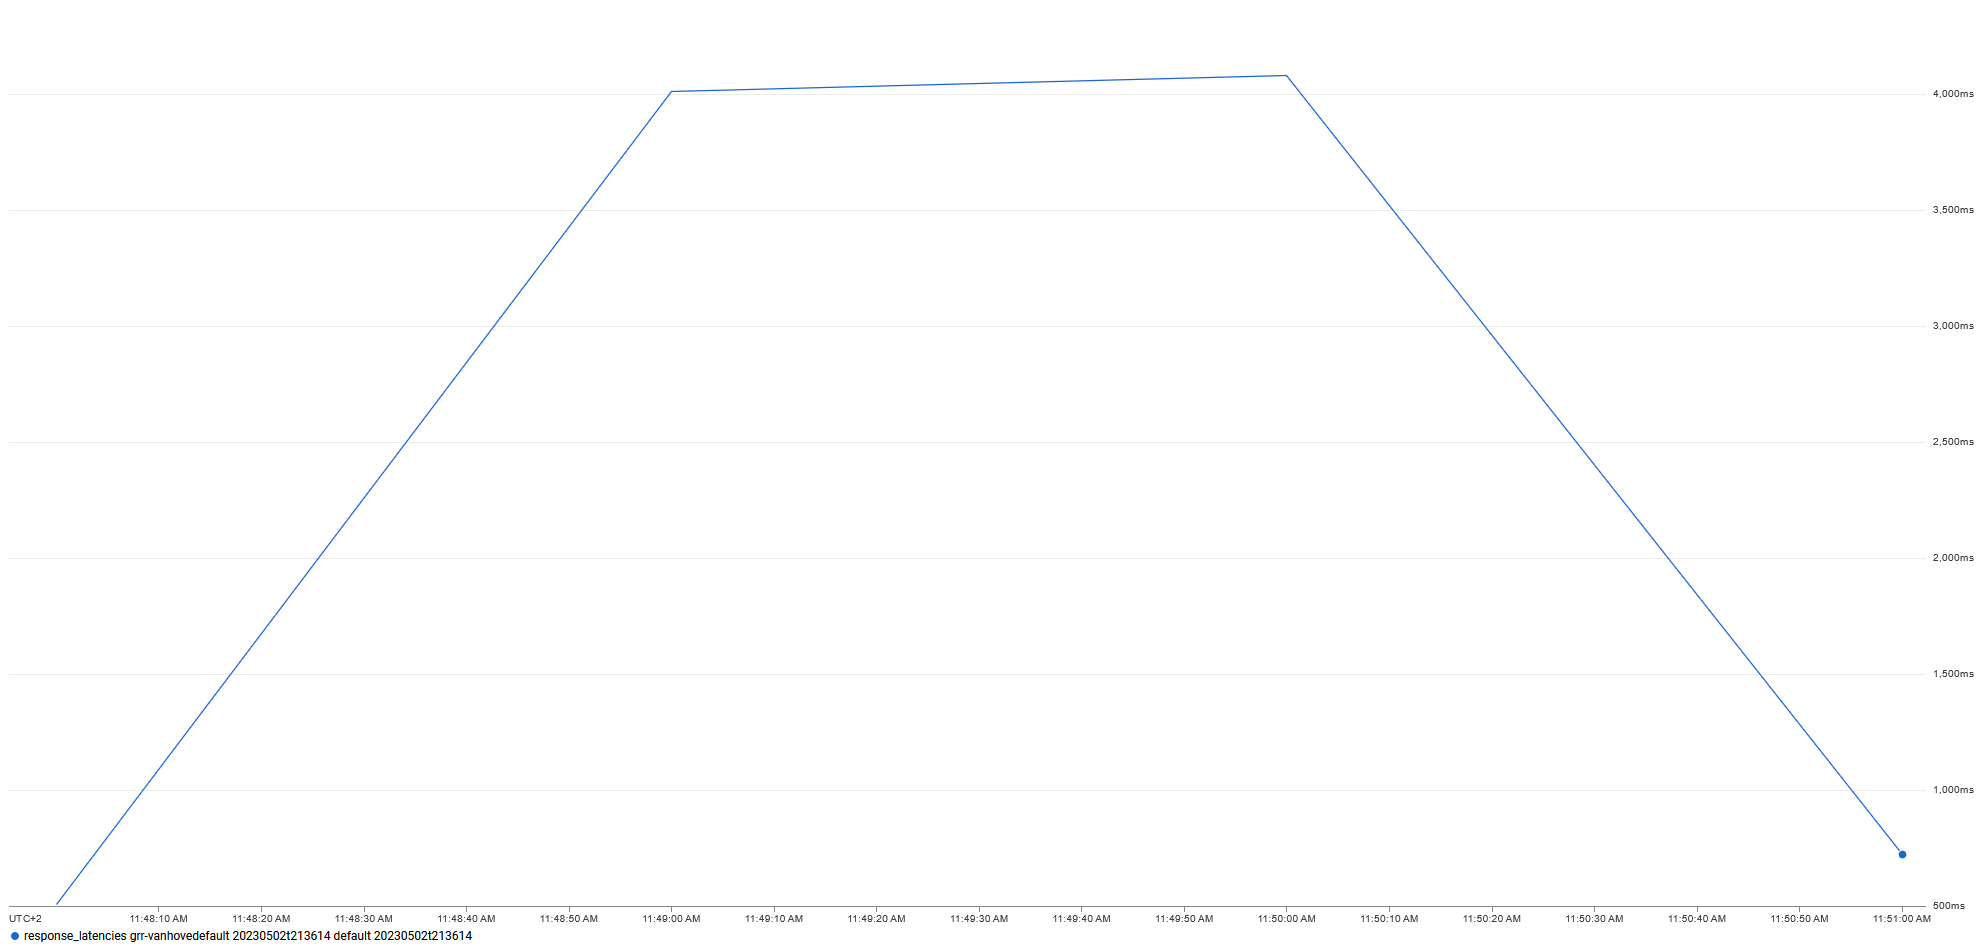 4,000ms
3,500ms
3,000ms
2,500ms
2,000ms
1,500ms
1,000ms
500ms
UTC+2 11:48:10 AM 11:48:20 AM 11:48:30 AM 11:48:40 AM 11:48:50 AM 11:49:00 AM 11:49:10 AM 11:49:20 AM 11:49:30 AM 11:49:40 AM 11:49:50 AM 11:50:00 AM 11:50:10 AM 11:50:20 AM 11:50:30 AM 11:50:40 AM 11:50:50 AM 11:51:00 AM
response_latencies grr-vanhovedefault 20230502t213614 default 20230502t213614